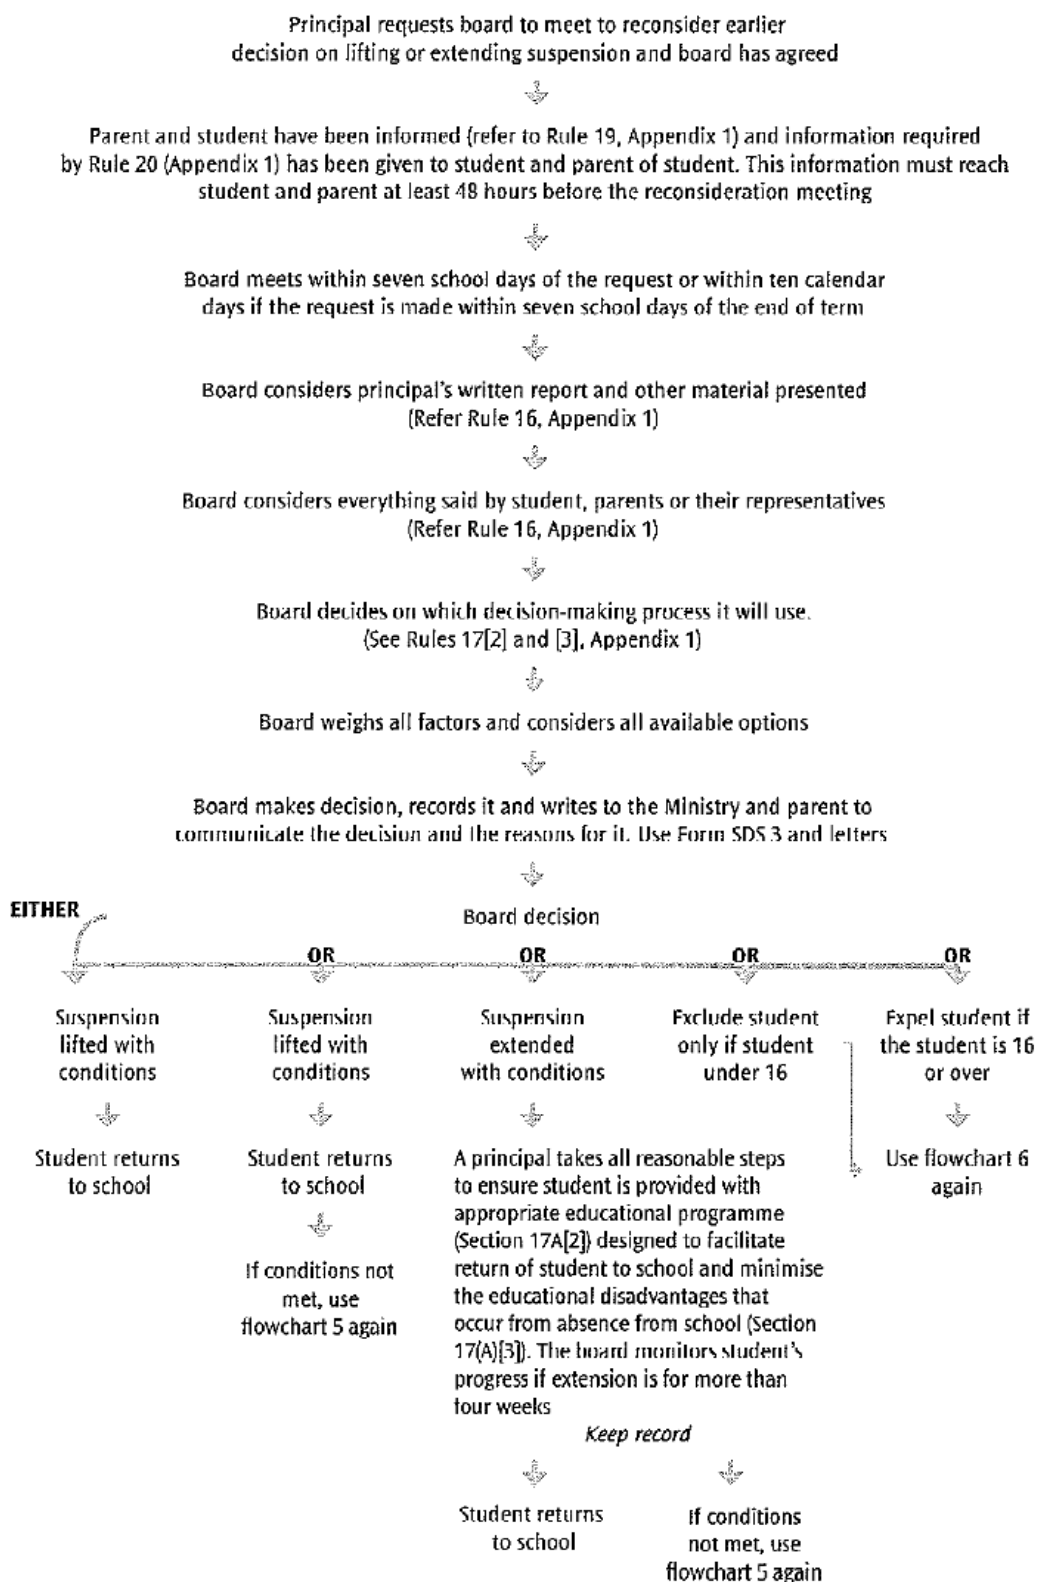 Principal requests board to meet to reconsider earlier
decision on lifting or extending suspension and board has agreed
Parent and student have been informed (refer to Rule 19, Appendix 1) and information required
by Rule 20 (Appendix 1) has been given to student and parent of student. This information must reach
student and parent at least 48 hours before the reconsideration meeting
Board meets within seven school days of the request or within ten calendar
days if the request is made within seven school days of the end of term
Board considers principal's written report and other material presented
(Refer Rule 16, Appendix 1)
Board considers everything said by student, parents or their representatives
(Refer Rule 16, Appendix 1)
Board decides on which decision-making process it will use.
(See Rules 17[2] and [3], Appendix 1)
Board weighs all factors and considers all available options
Board makes decision, records it and writes to the Ministry and parent to
communicate the decision and the reasons for it. Use Form SDS 3 and letters
EITHER
Board decision
OR
OR
OR
OR
Suspension
lifted with
conditions
Student returns
to school
Suspension
lifted with
conditions
Student returns
to school
If conditions not
met, use
flowchart 5 again
Suspension
extended
with conditions
A principal takes all reasonable steps
to ensure student is provided with
appropriate educational programme
(Section 17A[2]) designed to facilitate
return of student to school and minimise
the educational disadvantages that
occur from absence from school (Section
17(A)[3]). The board monitors student's
progress if extension is for more than
four weeks
Keep record
Student returns
to school
If conditions
not met, use
flowchart 5 again
Exclude student
only if student
under 16
Expel student if
the student is 16
or over
Use flowchart 6
again